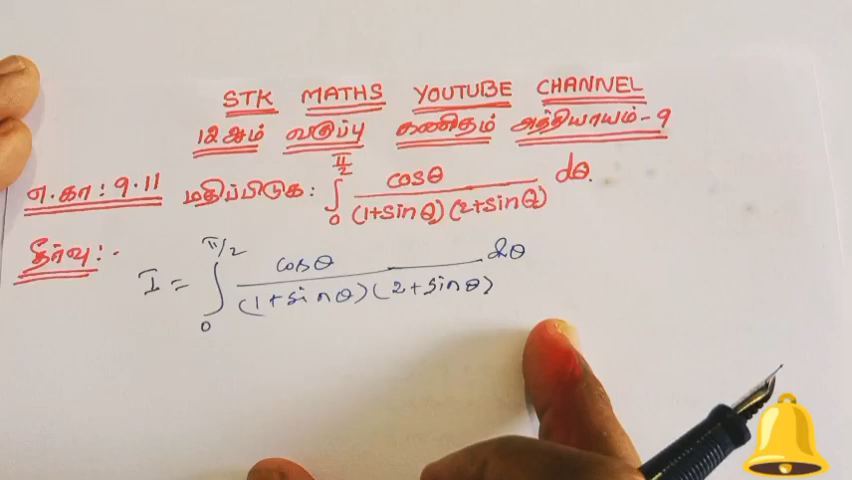 STK MATHS YOUTUBE CHANNEL
12ஆம் வகுப்பு கணிதம் அத்தியாயம்-9
எ.கா: 9.11 மதிப்பிடுக: ∫₀^(π/2) cosθ / (1+sinθ)(2+sinθ) dθ.
தீர்வு:-
I = ∫₀^(π/2) cosθ / (1+sinθ)(2+sinθ) dθ